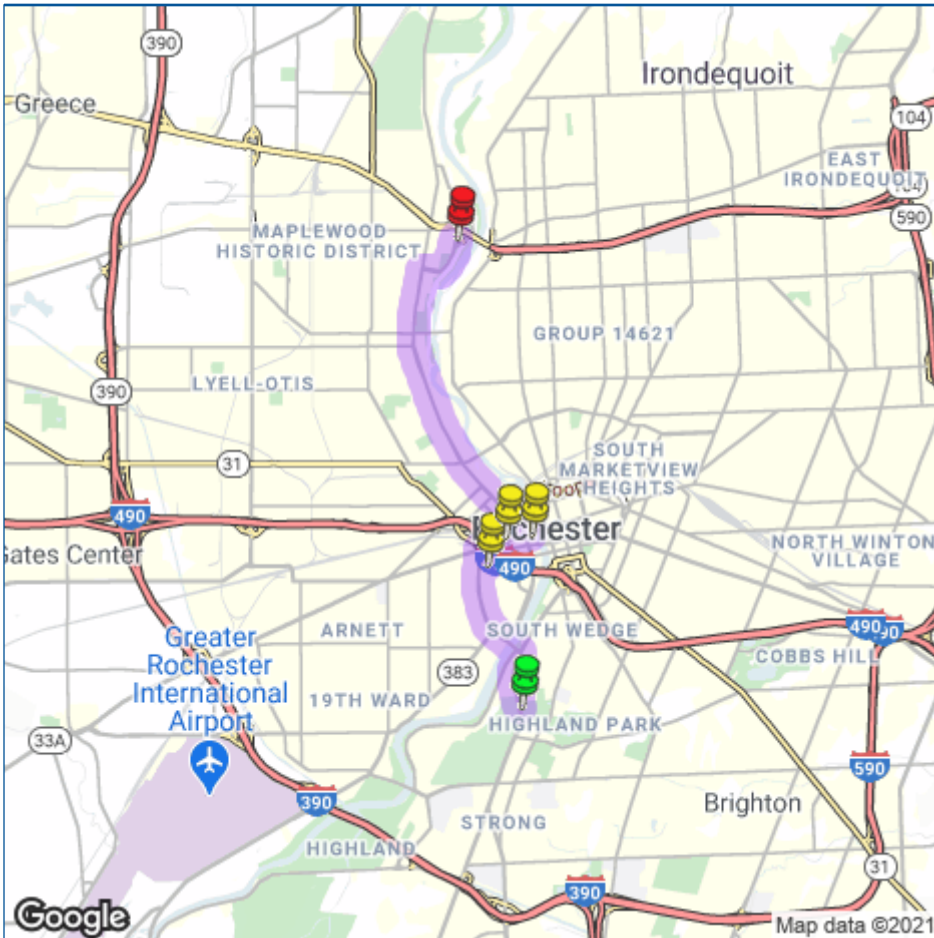 390
Irondequoit
Greece
104
EAST
IRONDEQUOIT
104
590
MAPLEWOOD
HISTORIC DISTRICT
GROUP 14621
390
LYELL-OTIS
SOUTH
MARKETVIEW
HEIGHTS
31
490
Rochester
Gates Center
490
NORTH WINTON
VILLAGE
ARNETT
SOUTH WEDGE
490
COBBS HILL
Greater
Rochester
International
Airport
383
19TH WARD
HIGHLAND PARK
33A
590
390
Brighton
STRONG
HIGHLAND
31
390
Google
Map data ©2021